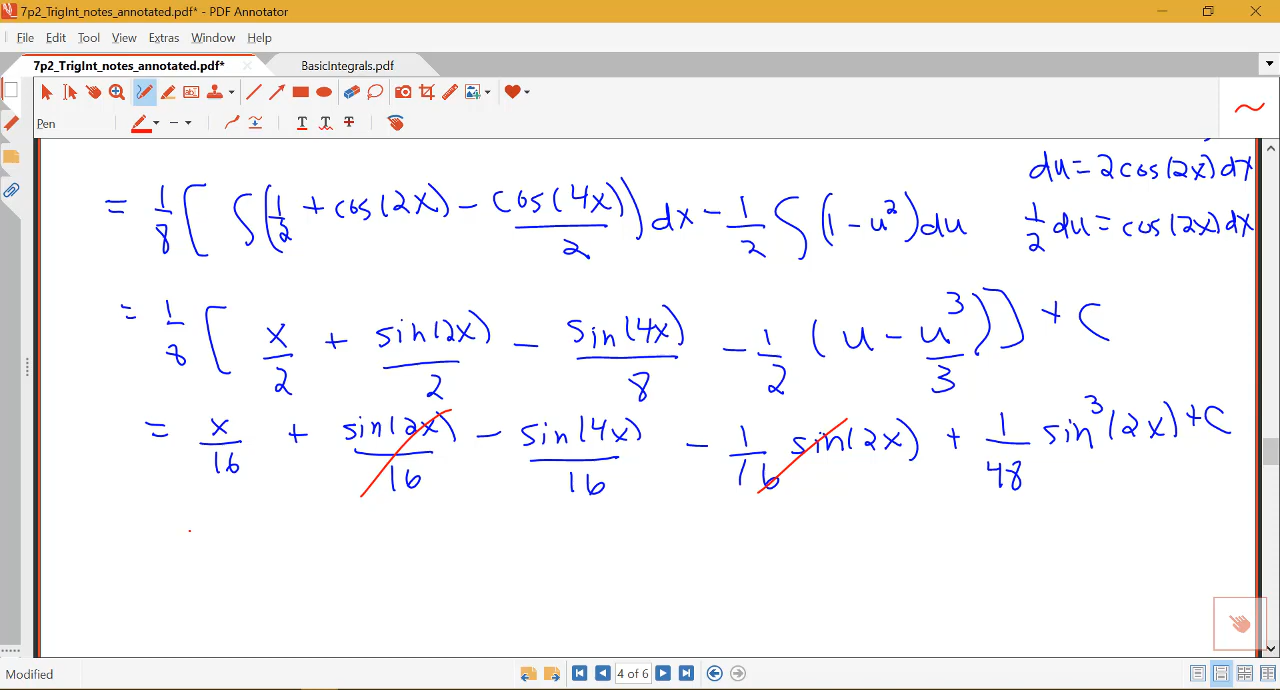 7p2_TrigInt_notes_annotated.pdf* - PDF Annotator
File Edit Tool View Extras Window Help
7p2_TrigInt_notes_annotated.pdf* BasicIntegrals.pdf
Pen
du = 2cos(2x)dx
= 1/8 [ ∫(1/2 + cos(2x) - cos(4x)/2)dx - 1/2 ∫(1 - u²)du
1/2 du = cos(2x)dx
= 1/8 [ x/2 + sin(2x)/2 - sin(4x)/8 - 1/2 (u - u³/3)] + C
= x/16 + sin(2x)/16 - sin(4x)/16 - 1/16 sin(2x) + 1/48 sin³(2x) + C
Modified 4 of 6